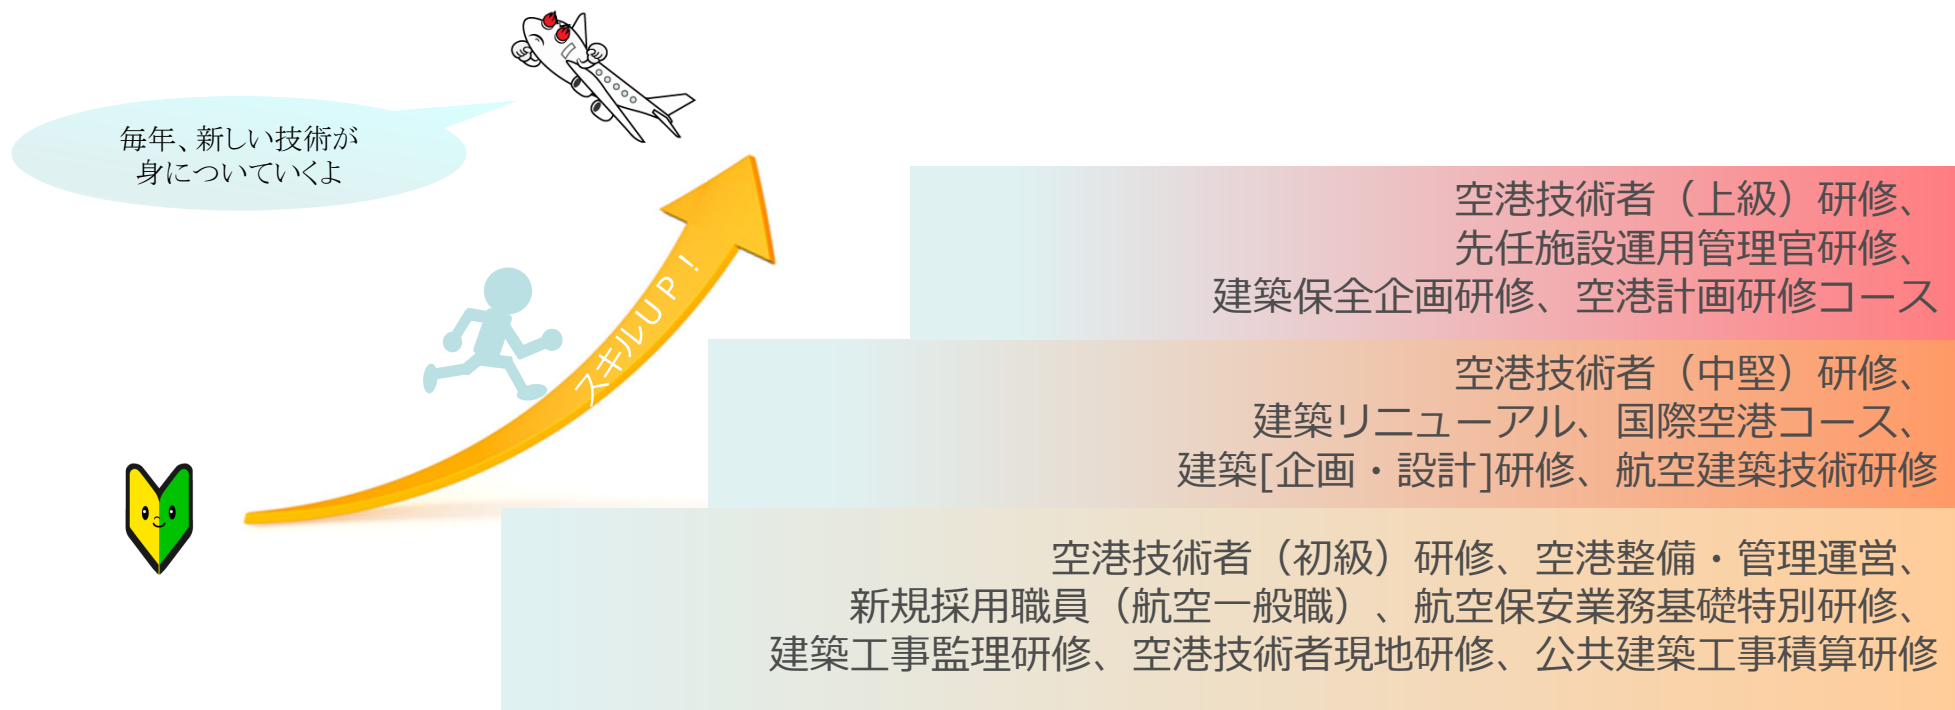 毎年、新しい技術が
身についていくよ
スキルUP！
空港技術者（上級）研修、
先任施設運用管理官研修、
建築保全企画研修、空港計画研修コース
空港技術者（中堅）研修、
建築リニューアル、国際空港コース、
建築[企画・設計]研修、航空建築技術研修
空港技術者（初級）研修、空港整備・管理運営、
新規採用職員（航空一般職）、航空保安業務基礎特別研修、
建築工事監理研修、空港技術者現地研修、公共建築工事積算研修